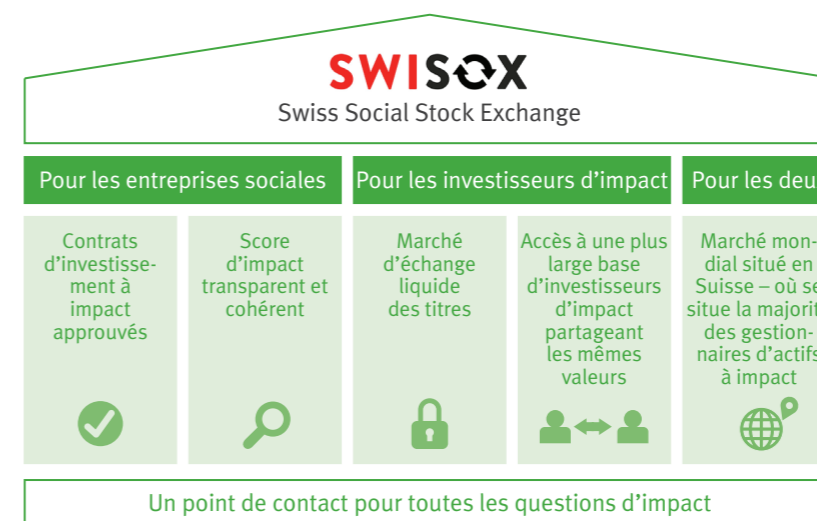 SWISOX
Swiss Social Stock Exchange
Pour les entreprises sociales
Pour les investisseurs d’impact
Pour les deu
Contrats
d’investisse-
ment à
impact
approuvés
Score
d’impact
transparent et
cohérent
Marché
d’échange
liquide
des titres
Accès à une plus
large base
d’investisseurs
d’impact
partageant
les mêmes
valeurs
Marché mon-
dial situé en
Suisse – où se
situe la majorit
des gestion-
naires d’actifs
à impact
Un point de contact pour toutes les questions d’impact